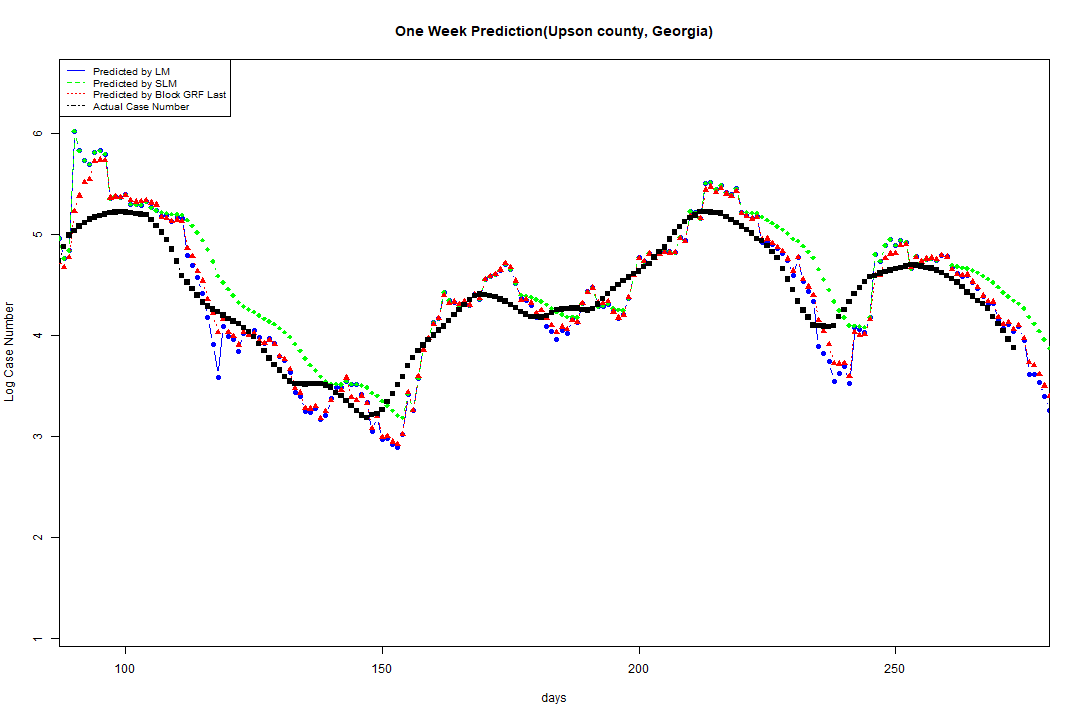 One Week Prediction(Upson county, Georgia)
Predicted by LM
Predicted by SLM
Predicted by Block GRF Last
Actual Case Number
6
5
4
3
2
1
Log Case Number
100 150 200 250
days